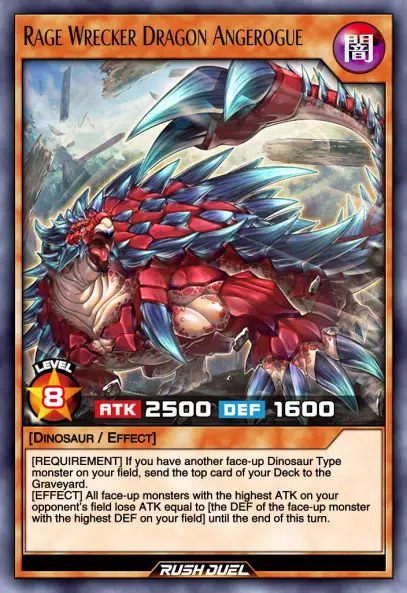 RAGE WRECKER DRAGON ANGEROGUE
闇
LEVEL
8
ATK 2500 DEF 1600
[DINOSAUR / EFFECT]
[REQUIREMENT] If you have another face-up Dinosaur Type
monster on your field, send the top card of your Deck to the
Graveyard.
[EFFECT] All face-up monsters with the highest ATK on your
opponent's field lose ATK equal to [the DEF of the face-up monster
with the highest DEF on your field] until the end of this turn.
RUSH DUEL